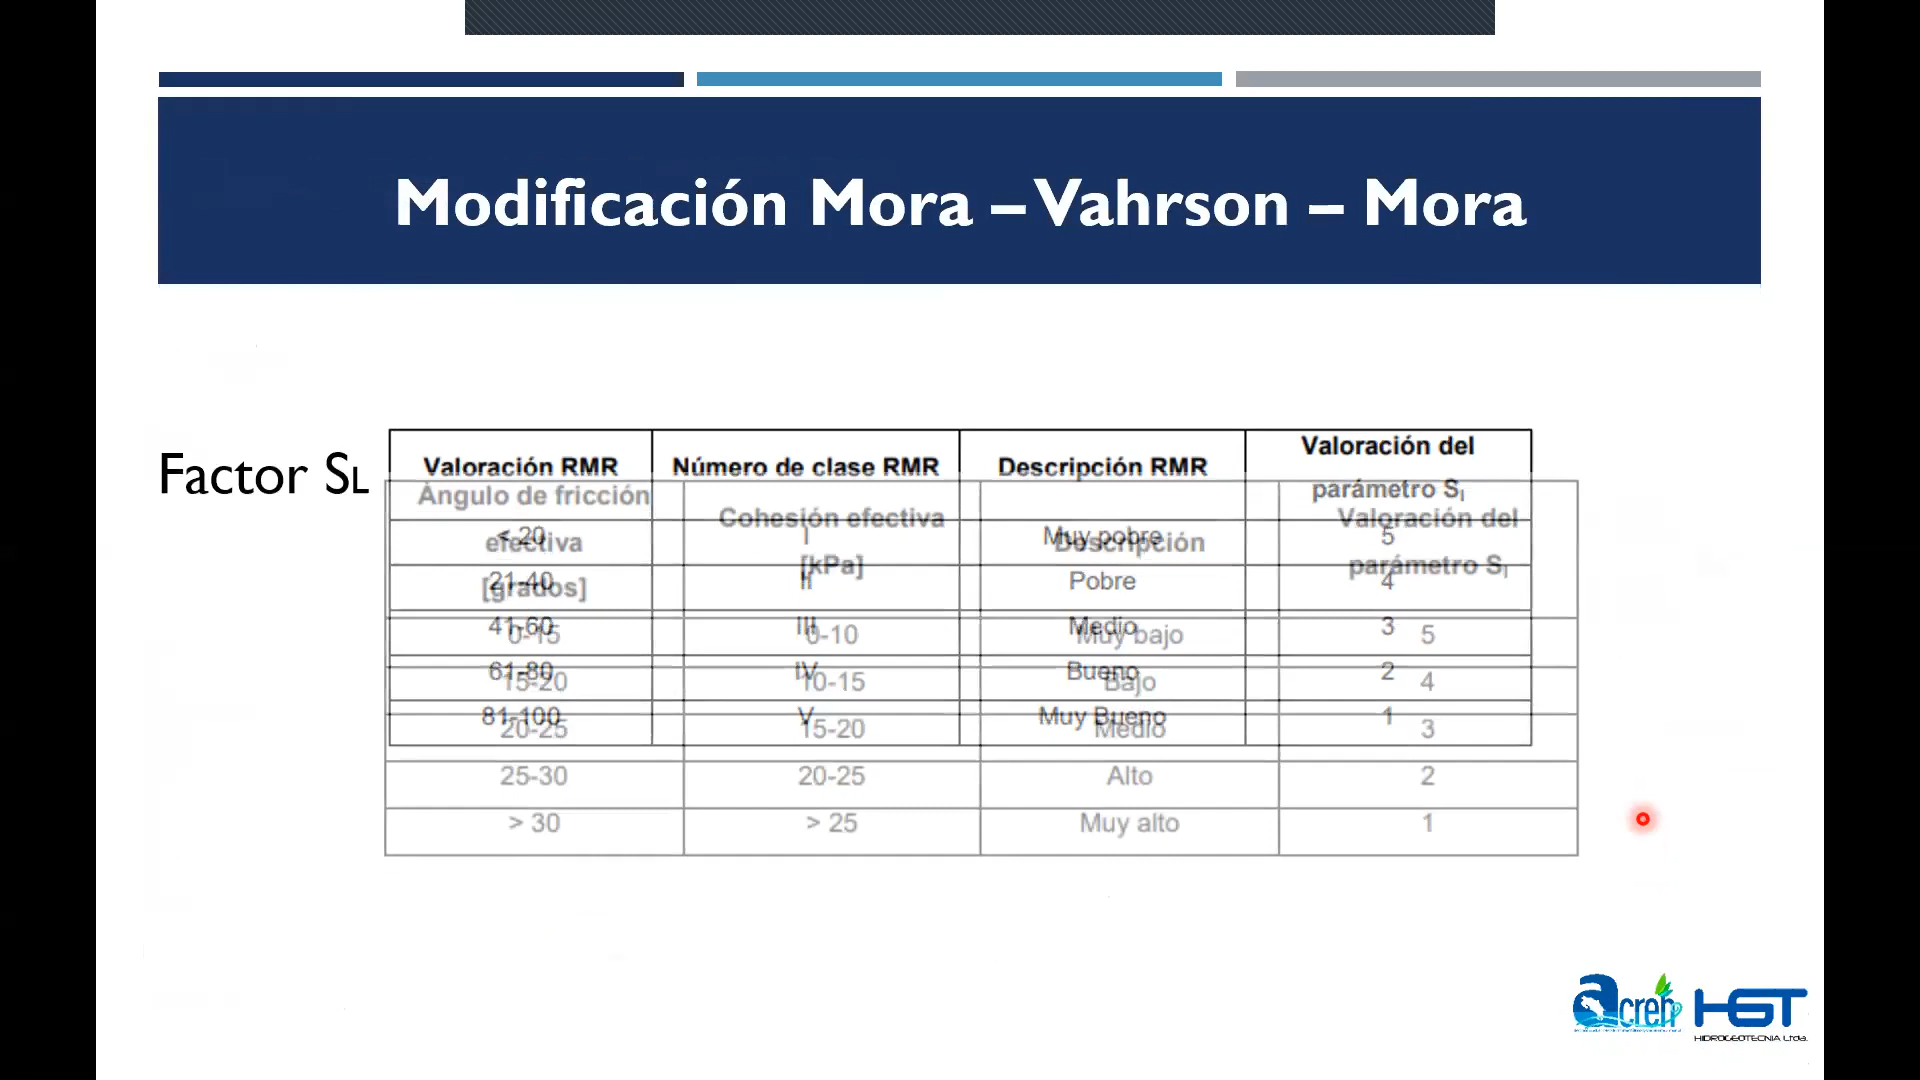 Modificación Mora – Vahrson – Mora
Factor SL
Valoración RMR Número de clase RMR Descripción RMR Valoración del parámetro Sl
< 20 I Muy pobre 5
21-40 II Pobre 4
41-60 III Medio 3
61-80 IV Bueno 2
81-100 V Muy Bueno 1
Ángulo de fricción efectiva [grados] Cohesión efectiva [kPa] Descripción Valoración del parámetro Sl
0-15 0-10 Muy bajo 5
15-20 10-15 Bajo 4
20-25 15-20 Medio 3
25-30 20-25 Alto 2
> 30 > 25 Muy alto 1
acreh HGT
HIDROGEOTECNIA Ltda.